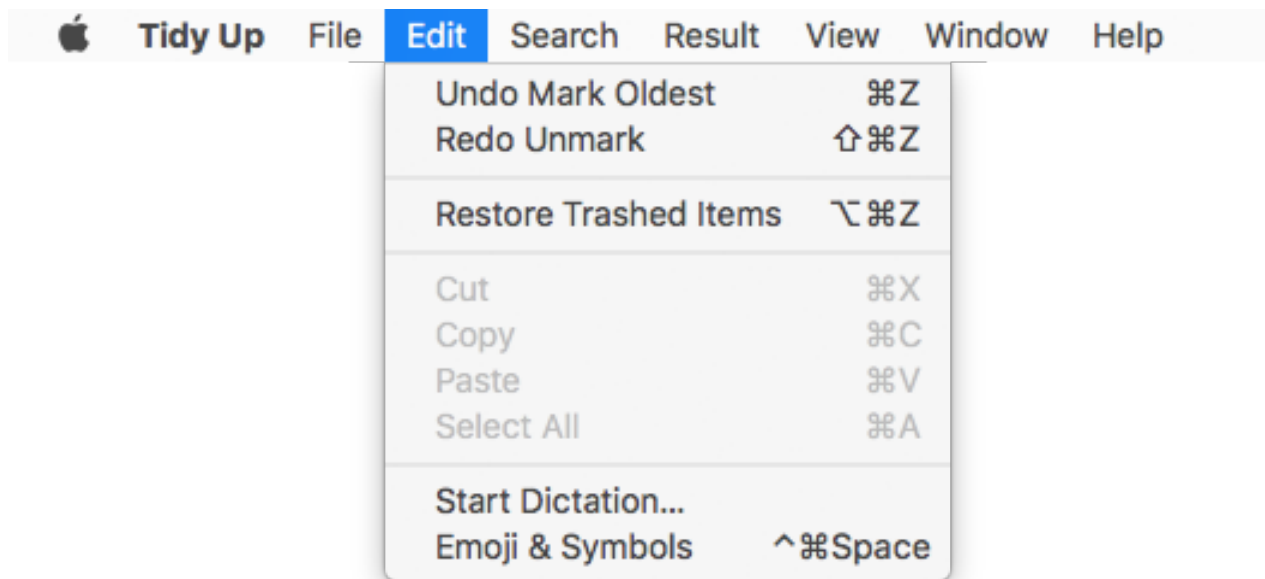 Tidy Up File Edit Search Result View Window Help
Undo Mark Oldest ⌘Z
Redo Unmark ⇧⌘Z
Restore Trashed Items ⌥⌘Z
Cut ⌘X
Copy ⌘C
Paste ⌘V
Select All ⌘A
Start Dictation...
Emoji & Symbols ^⌘Space